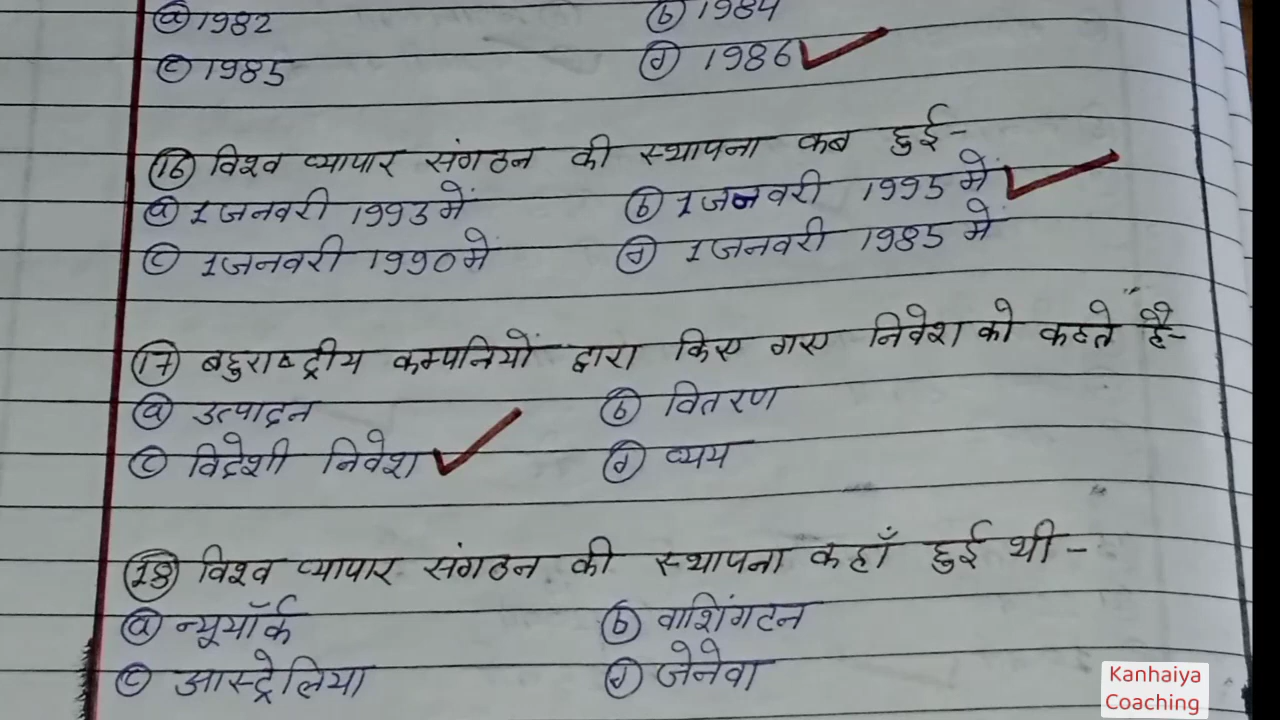 ⓐ 1982 ⓑ 1984
ⓒ 1985 ⓓ 1986
⑯ विश्व व्यापार संगठन की स्थापना कब हुई-
ⓐ 1 जनवरी 1993 में ⓑ 1 जनवरी 1995 में
ⓒ 1 जनवरी 1990 में ⓓ 1 जनवरी 1985 में
⑰ बहुराष्ट्रीय कम्पनियों द्वारा किए गए निवेश को कहते है-
ⓐ उत्पादन ⓑ वितरण
ⓒ विदेशी निवेश ⓓ व्यय
⑱ विश्व व्यापार संगठन की स्थापना कहाँ हुई थी -
ⓐ न्यूयॉर्क ⓑ वाशिंगटन
ⓒ आस्ट्रेलिया ⓓ जेनेवा
Kanhaiya
Coaching